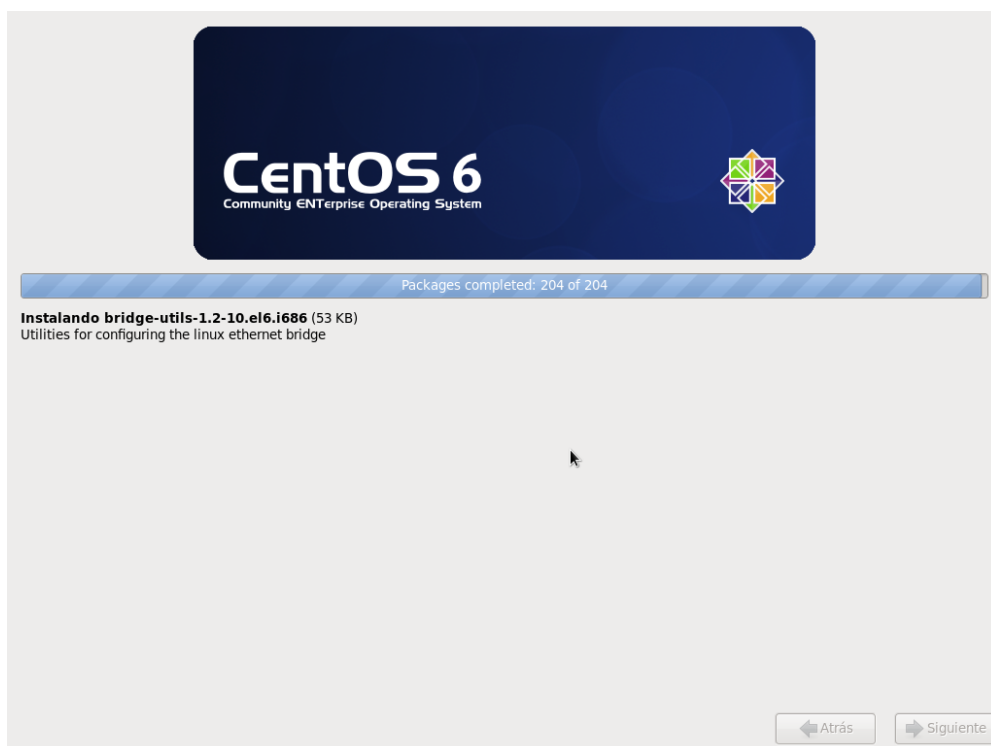 CentOS 6
Community ENTerprise Operating System
Packages completed: 204 of 204
Instalando bridge-utils-1.2-10.el6.i686 (53 KB)
Utilities for configuring the linux ethernet bridge
Atrás
Siguiente